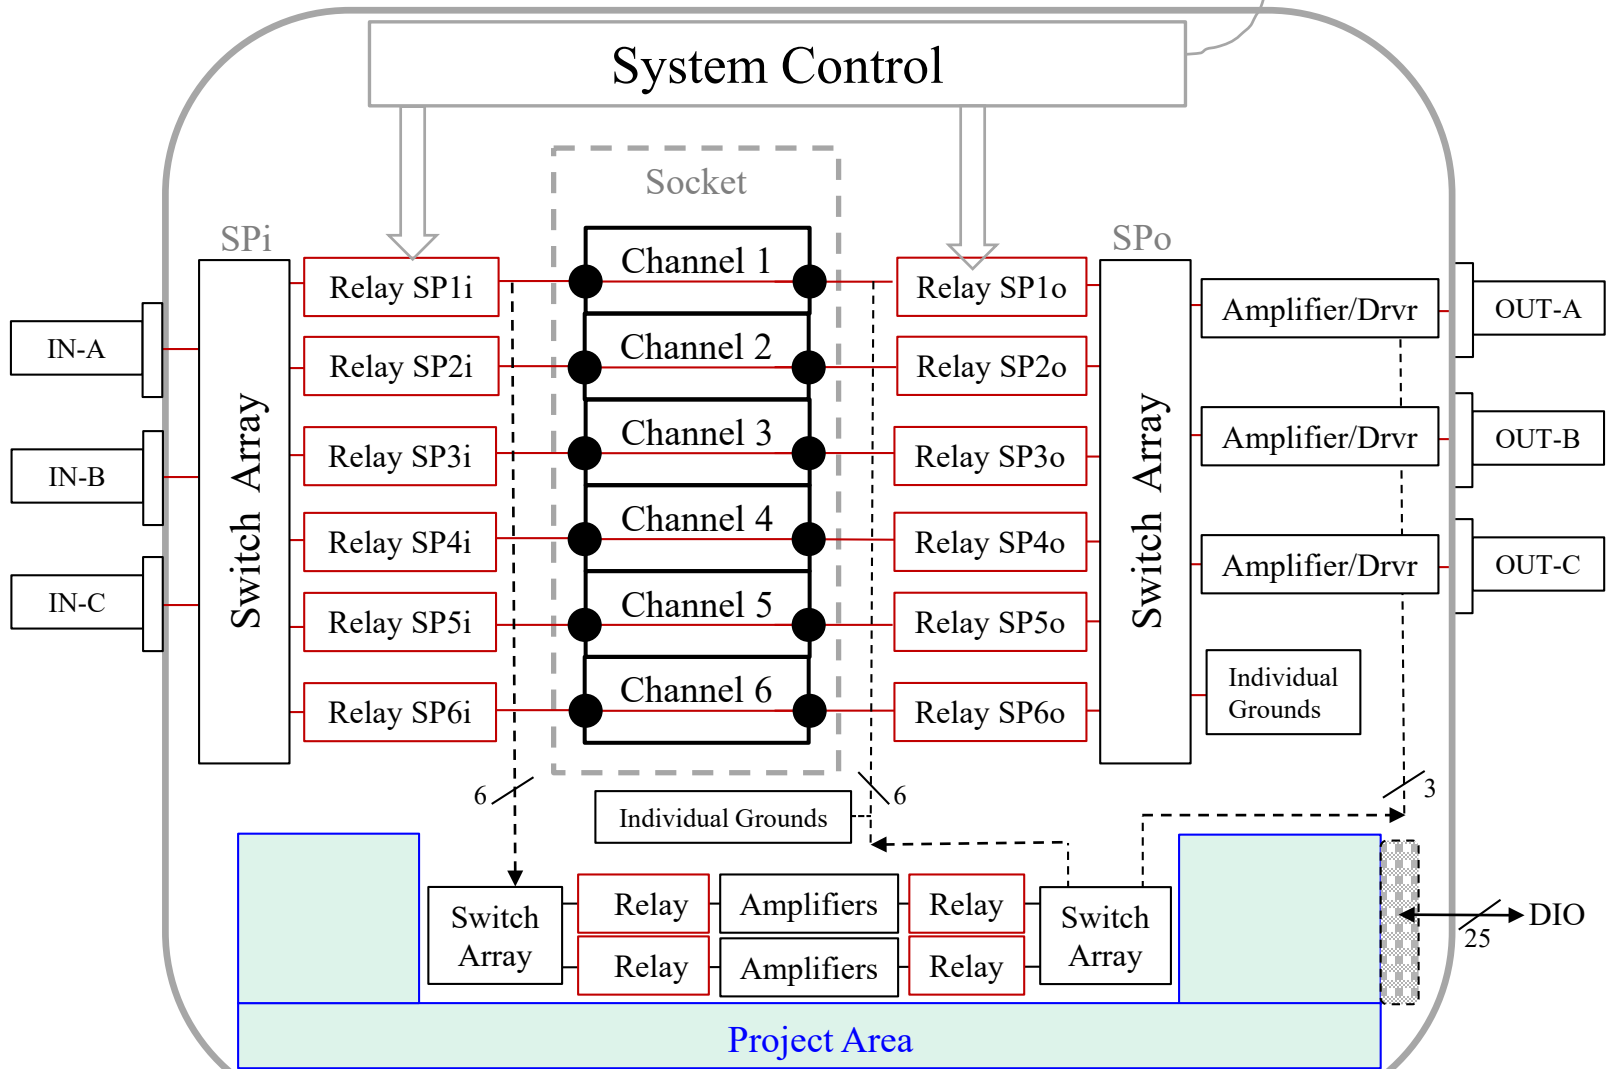 System Control
Socket
SPi
SPo
Channel 1
Relay SP1i
Relay SP1o
Amplifier/Drvr
OUT-A
IN-A
Channel 2
Relay SP2i
Relay SP2o
Switch Array
Switch Array
Channel 3
Relay SP3i
Relay SP3o
Amplifier/Drvr
OUT-B
IN-B
Channel 4
Relay SP4i
Relay SP4o
Amplifier/Drvr
OUT-C
IN-C
Channel 5
Relay SP5i
Relay SP5o
Channel 6
Relay SP6i
Relay SP6o
Individual
Grounds
6
6
3
Individual Grounds
Switch
Array
Relay
Amplifiers
Relay
Relay
Amplifiers
Relay
Switch
Array
DIO
25
Project Area